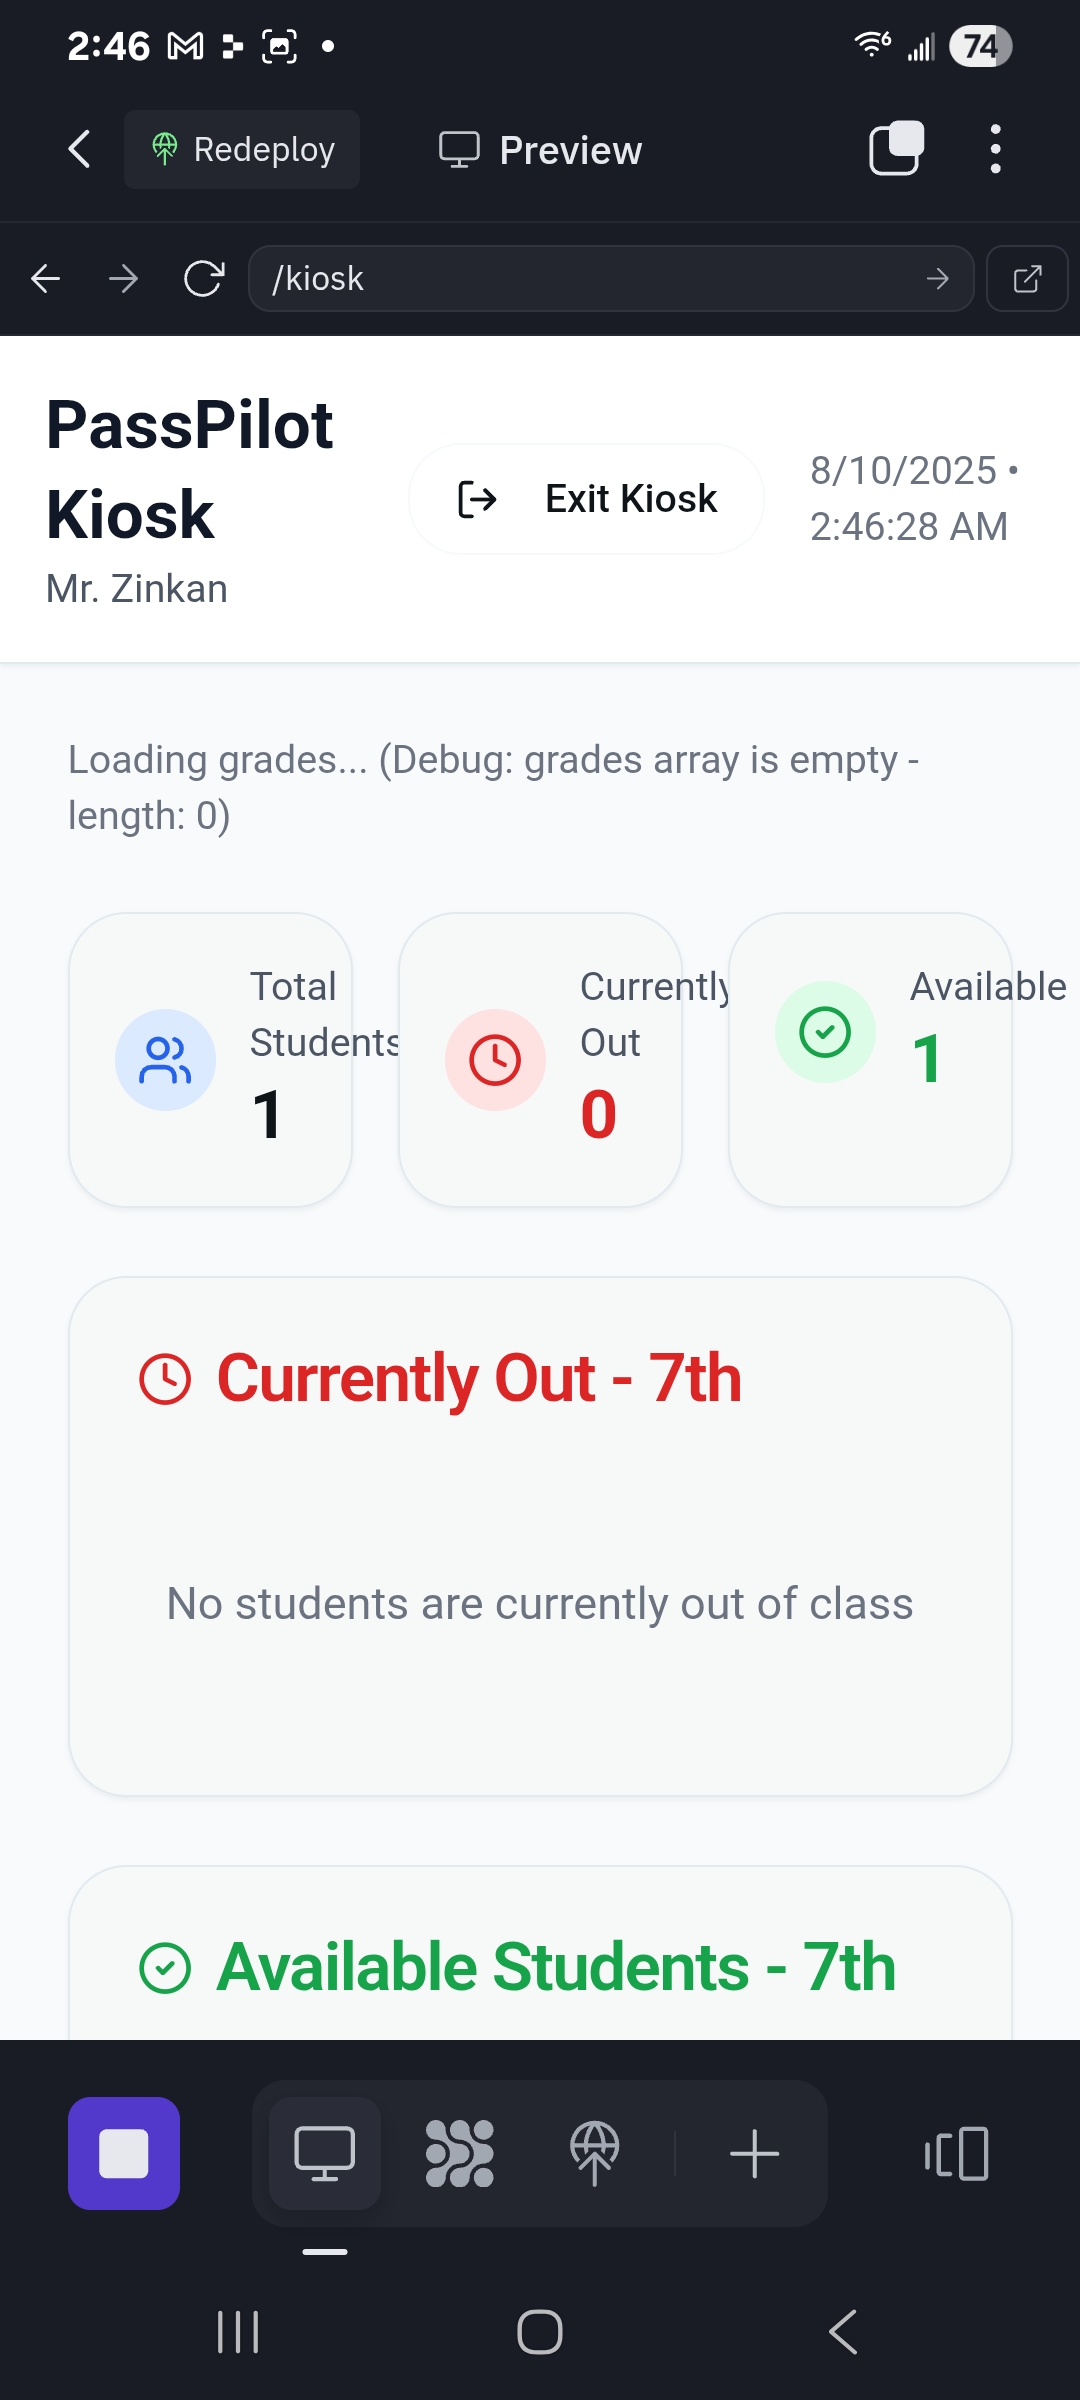 2:46
74
Redeploy
Preview
/kiosk
PassPilot
Kiosk
Mr. Zinkan
Exit Kiosk
8/10/2025 •
2:46:28 AM
Loading grades... (Debug: grades array is empty -
length: 0)
Total
Students
1
Currently
Out
0
Available
1
Currently Out - 7th
No students are currently out of class
Available Students - 7th